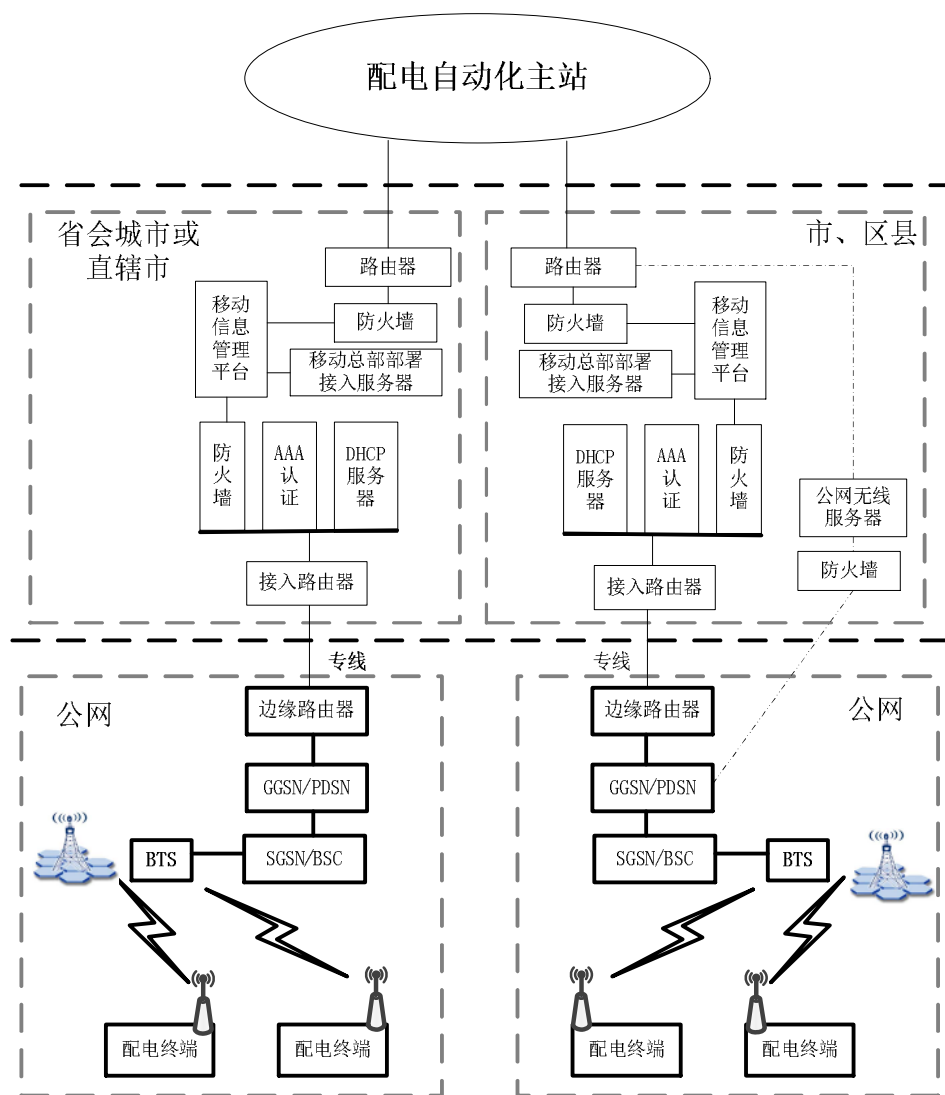 配电自动化主站
省会城市或
直辖市
路由器
防火墙
移动
信息
管理
平台
移动总部部署
接入服务器
防
火
墙
AAA
认
证
DHCP
服务
器
接入路由器
市、区县
路由器
防火墙
移动
信息
管理
平台
移动总部部署
接入服务器
DHCP
服务
器
AAA
认
证
防
火
墙
公网无线
服务器
防火墙
接入路由器
专线
公网
边缘路由器
GGSN/PDSN
SGSN/BSC
BTS
配电终端
配电终端
专线
公网
边缘路由器
GGSN/PDSN
SGSN/BSC
BTS
配电终端
配电终端